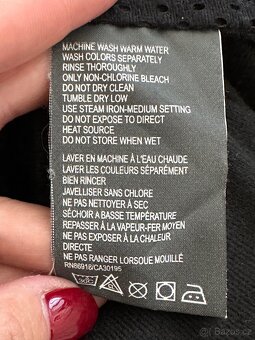 MACHINE WASH WARM WATER
WASH COLORS SEPARATELY
RINSE THOROUGHLY
ONLY NON-CHLORINE BLEACH
DO NOT DRY CLEAN
TUMBLE DRY LOW
USE STEAM IRON-MEDIUM SETTING
DO NOT EXPOSE TO DIRECT
HEAT SOURCE
DO NOT STORE WHEN WET
LAVER EN MACHINE À L'EAU CHAUDE
LAVER LES COULEURS SÉPARÉMENT
BIEN RINCER
JAVELLISER SANS CHLORE
NE PAS NETTOYER À SEC
SÉCHOIR A BASSE TEMPÉRATURE
REPASSER À LA VAPEUR-FER MOYEN
NE PAS EXPOSER À LA CHALEUR
DIRECTE
NE PAS RANGER LORSQUE MOUILLÉ
RN66918/CA30195